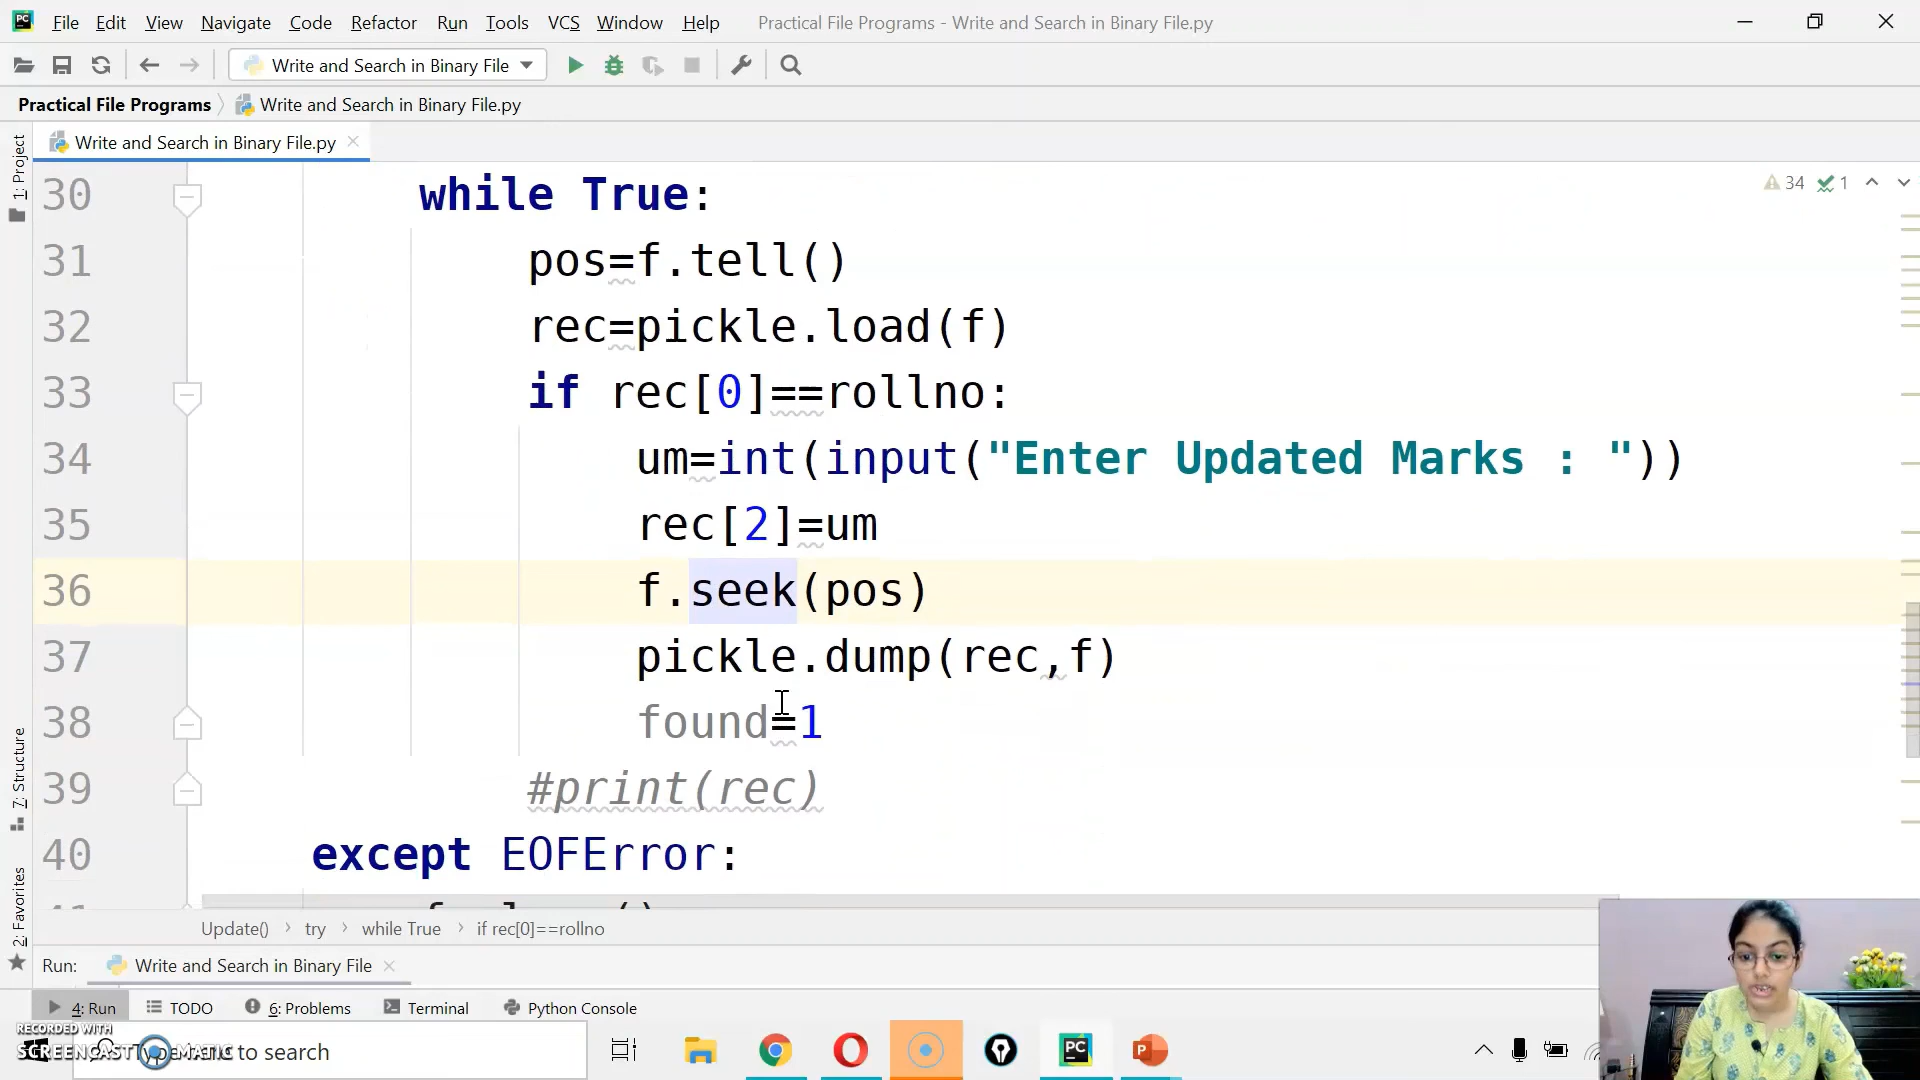 File Edit View Navigate Code Refactor Run Tools VCS Window Help Practical File Programs - Write and Search in Binary File.py
Write and Search in Binary File
Practical File Programs Write and Search in Binary File.py
Write and Search in Binary File.py
1: Project
7: Structure
2: Favorites
34 1
30 while True:
31 pos=f.tell()
32 rec=pickle.load(f)
33 if rec[0]==rollno:
34 um=int(input("Enter Updated Marks : "))
35 rec[2]=um
36 f.seek(pos)
37 pickle.dump(rec,f)
38 found=1
39 #print(rec)
40 except EOFError:
Update() › try › while True › if rec[0]==rollno
Run: Write and Search in Binary File
4: Run TODO 6: Problems Terminal Python Console
RECORDED WITH
SCREENCAST MATIC
to search